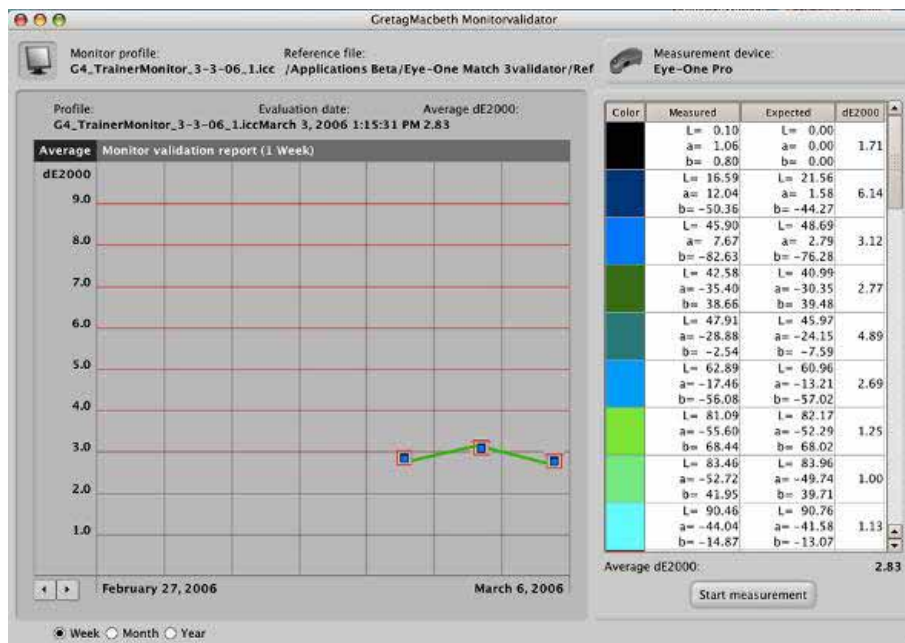 GretagMacbeth Monitorvalidator
Monitor profile:
G4_TrainerMonitor_3-3-06_1.icc
Reference file:
/Applications Beta/Eye-One Match 3validator/Ref
Measurement device:
Eye-One Pro
Profile: Evaluation date: Average dE2000:
G4_TrainerMonitor_3-3-06_1.iccMarch 3, 2006 1:15:31 PM 2.83
Average Monitor validation report (1 Week)
dE2000
9.0
8.0
7.0
6.0
5.0
4.0
3.0
2.0
1.0
February 27, 2006 March 6, 2006
Week Month Year
Color Measured Expected dE2000
L= 0.10 L= 0.00
a= 1.06 a= 0.00 1.71
b= 0.80 b= 0.00
L= 16.59 L= 21.56
a= 12.04 a= 1.58 6.14
b= -50.36 b= -44.27
L= 45.90 L= 48.69
a= 7.67 a= 2.79 3.12
b= -82.63 b= -76.28
L= 42.58 L= 40.99
a= -35.40 a= -30.35 2.77
b= 38.66 b= 39.48
L= 47.91 L= 45.97
a= -28.88 a= -24.15 4.89
b= -2.54 b= -7.59
L= 62.89 L= 60.96
a= -17.46 a= -13.21 2.69
b= -56.08 b= -57.02
L= 81.09 L= 82.17
a= -55.60 a= -52.29 1.25
b= 68.44 b= 68.02
L= 83.46 L= 83.96
a= -52.72 a= -49.74 1.00
b= 41.95 b= 39.71
L= 90.46 L= 90.76
a= -44.04 a= -41.58 1.13
b= -14.87 b= -13.07
Average dE2000: 2.83
Start measurement